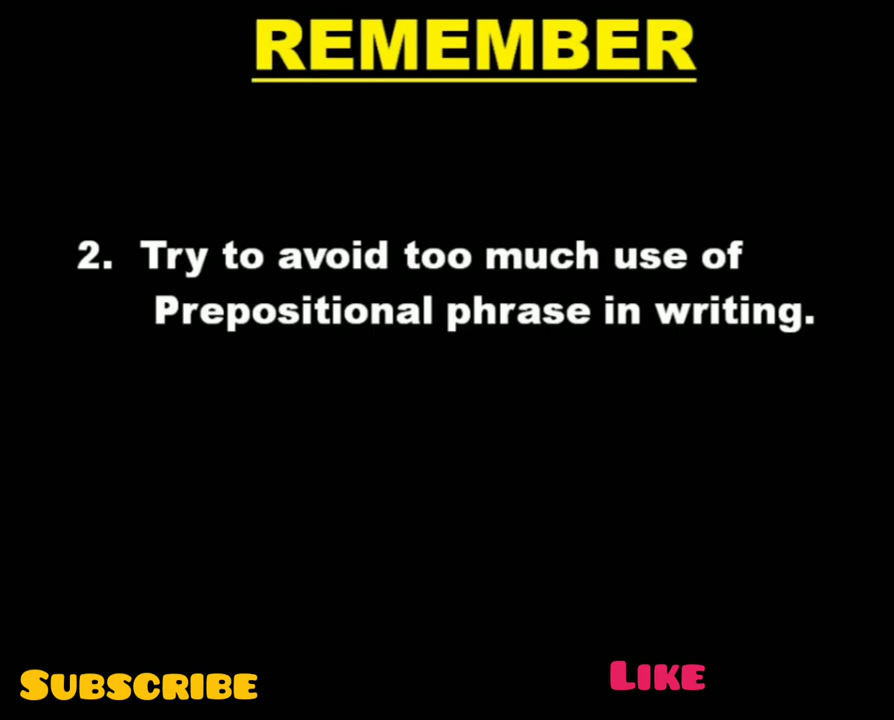 REMEMBER
2. Try to avoid too much use of
Prepositional phrase in writing.
SUBSCRIBE
LIKE